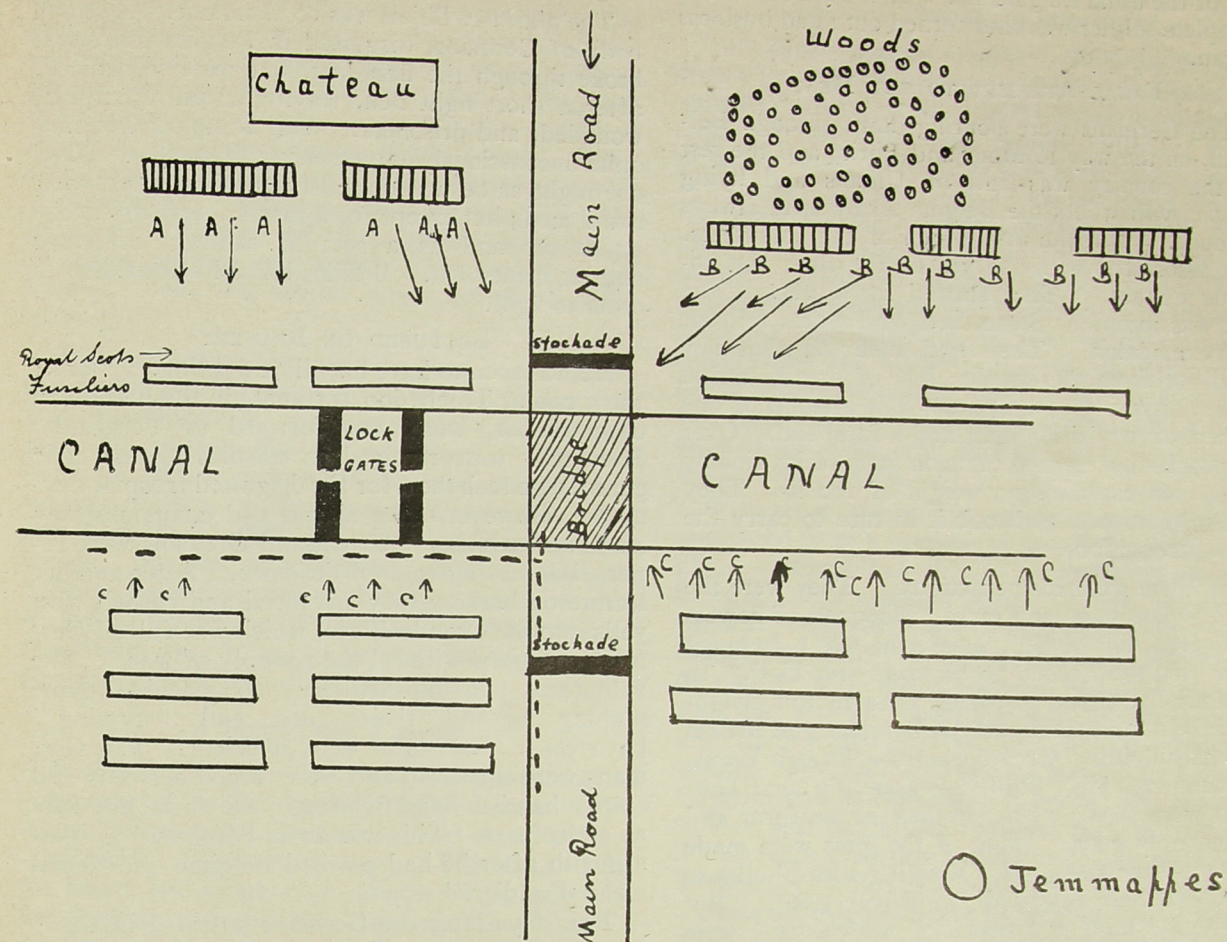 Woods
Chateau
Main Road
A A A A A A
B B B B B B B B B B
stockade
Royal Scots
Fusiliers
CANAL
LOCK
GATES
Bridge
CANAL
C C C C C
C C C C C C C C
stockade
Main Road
Jemmappes